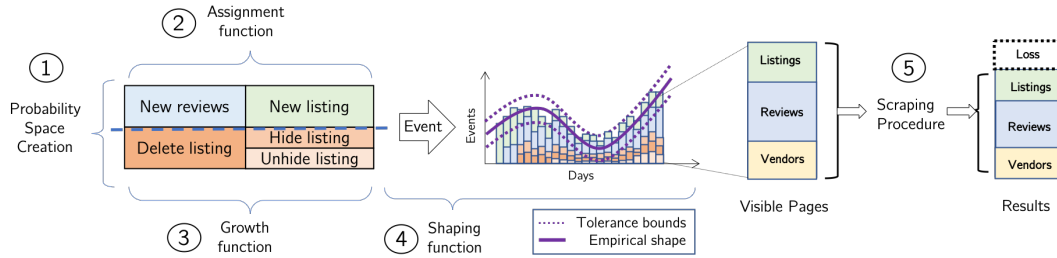 1
Probability
Space
Creation
2
Assignment
function
New reviews
New listing
Delete listing
Hide listing
Unhide listing
3
Growth
function
Event
4
Shaping
function
Events
Days
Tolerance bounds
Empirical shape
Listings
Reviews
Vendors
Visible Pages
5
Scraping
Procedure
Loss
Listings
Reviews
Vendors
Results